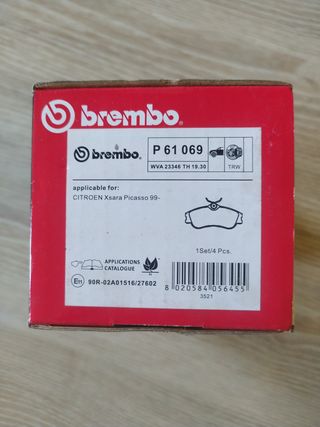 brembo
brembo P 61 069
WVA 23346 TH 19.30 TRW
applicable for:
CITROEN Xsara Picasso 99-
1Set/4 Pcs.
APPLICATIONS
CATALOGUE
90R-02A01516/27602
8 020584 056455
3521